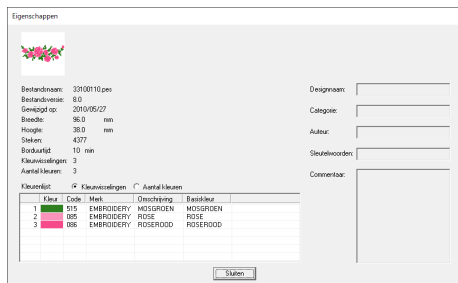 Eigenschappen
Bestandsnaam: 33100110.pes
Bestandsversie: 8.0
Gewijzigd op: 2010/05/27
Breedte: 96.0 mm
Hoogte: 38.0 mm
Steken: 4377
Borduurtijd: 10 min
Kleurwisselingen: 3
Aantal kleuren: 3
Kleurenlijst: Kleurwisselingen Aantal kleuren
Kleur Code Merk Omschrijving Basiskleur
1 515 EMBROIDERY MOSGROEN MOSGROEN
2 085 EMBROIDERY ROSE ROSE
3 086 EMBROIDERY ROSEROOD ROSEROOD
Designnaam:
Categorie:
Auteur:
Sleutelwoorden:
Commentaar:
Sluiten